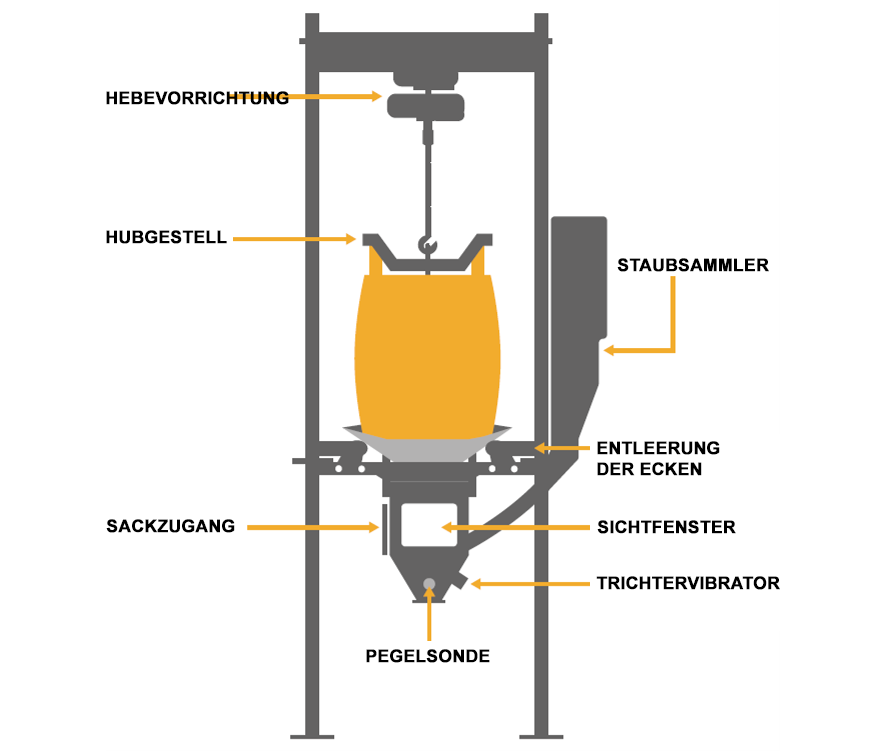 HEBEVORRICHTUNG
HUBGESTELL
STAUBSAMMLER
ENTLEERUNG
DER ECKEN
SACKZUGANG
SICHTFENSTER
TRICHTERVIBRATOR
PEGELSONDE